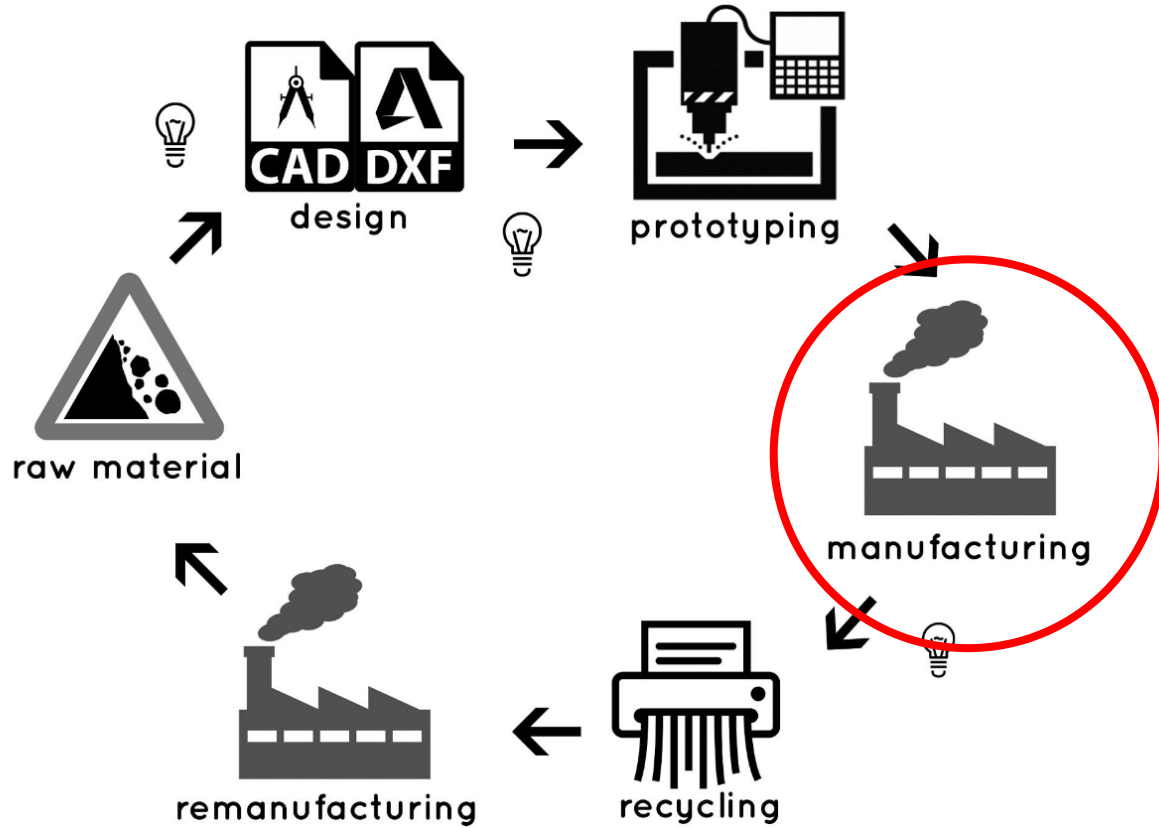 CAD DXF
design
prototyping
raw material
manufacturing
remanufacturing
recycling